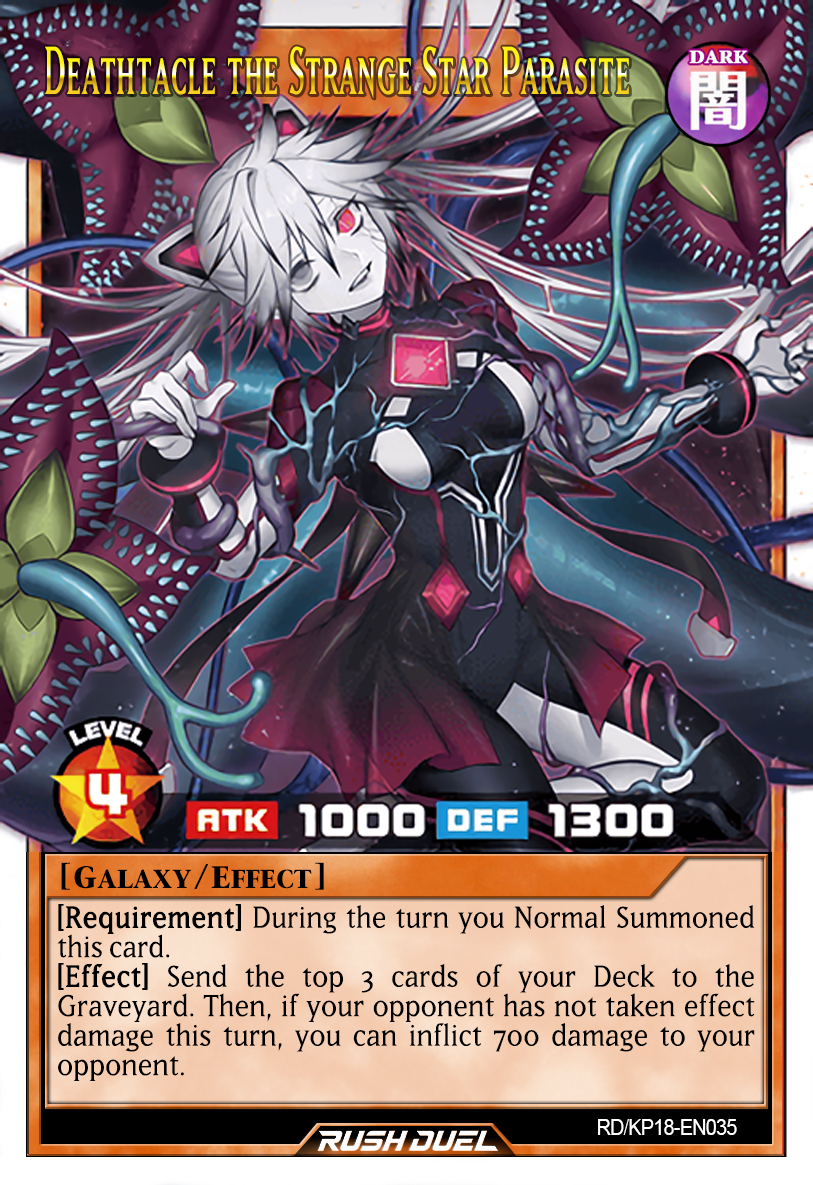 Deathtacle the Strange Star Parasite
DARK
闇
LEVEL
4
ATK 1000 DEF 1300
[Galaxy/Effect]
[Requirement] During the turn you Normal Summoned
this card.
[Effect] Send the top 3 cards of your Deck to the
Graveyard. Then, if your opponent has not taken effect
damage this turn, you can inflict 700 damage to your
opponent.
RD/KP18-EN035
RUSH DUEL